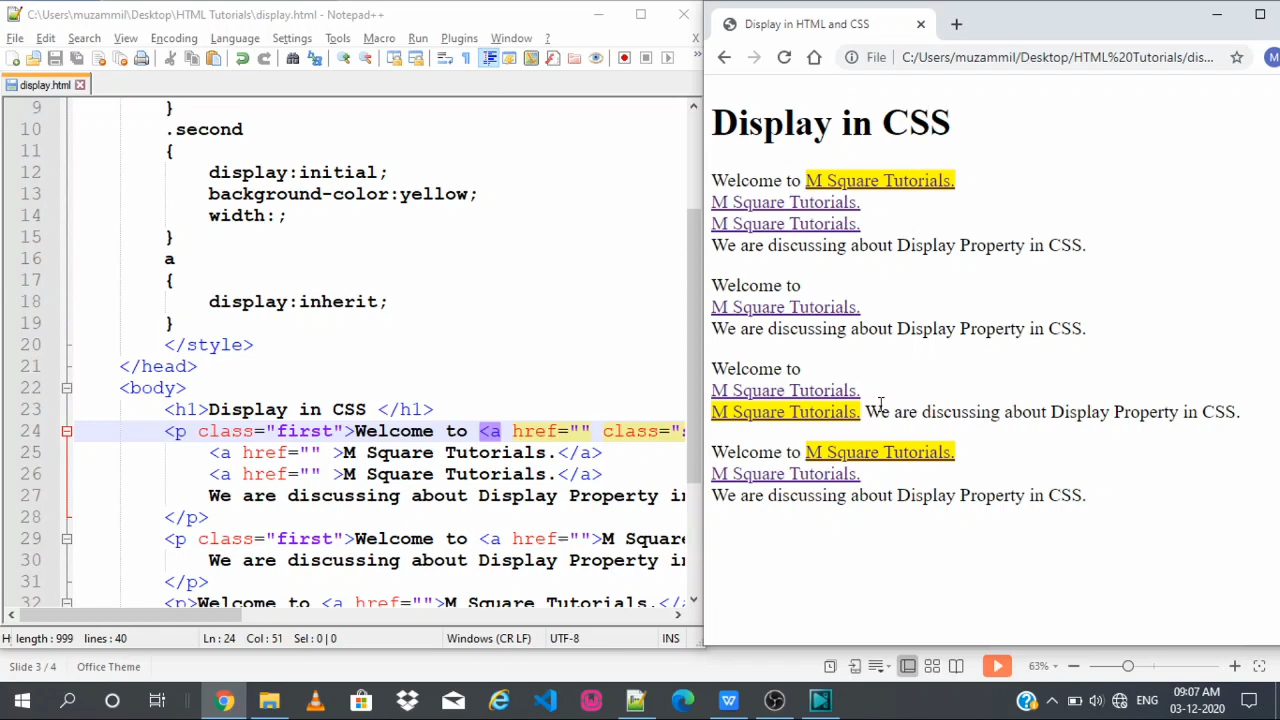 C:\Users\muzammil\Desktop\HTML Tutorials\display.html - Notepad++
File Edit Search View Encoding Language Settings Tools Macro Run Plugins Window ? X
display.html
9 }
10 .second
11 {
12 display:initial;
13 background-color:yellow;
14 width:;
15 }
16 a
17 {
18 display:inherit;
19 }
20 </style>
21 </head>
22 <body>
23 <h1>Display in CSS </h1>
24 <p class="first">Welcome to <a href="" class="s
25 <a href="" >M Square Tutorials.</a>
26 <a href="" >M Square Tutorials.</a>
27 We are discussing about Display Property in
28 </p>
29 <p class="first">Welcome to <a href="">M Square
30 We are discussing about Display Property in
31 </p>
32 <p>Welcome to <a href="">M Square Tutorials.</a
length : 999 lines : 40 Ln : 24 Col : 51 Sel : 0 | 0 Windows (CR LF) UTF-8 INS
Display in HTML and CSS
File C:/Users/muzammil/Desktop/HTML%20Tutorials/dis... M
Display in CSS
Welcome to M Square Tutorials.
M Square Tutorials.
M Square Tutorials.
We are discussing about Display Property in CSS.
Welcome to
M Square Tutorials.
We are discussing about Display Property in CSS.
Welcome to
M Square Tutorials.
M Square Tutorials. We are discussing about Display Property in CSS.
Welcome to M Square Tutorials.
M Square Tutorials.
We are discussing about Display Property in CSS.
Slide 3 / 4 Office Theme 63%
ENG 09:07 AM
03-12-2020